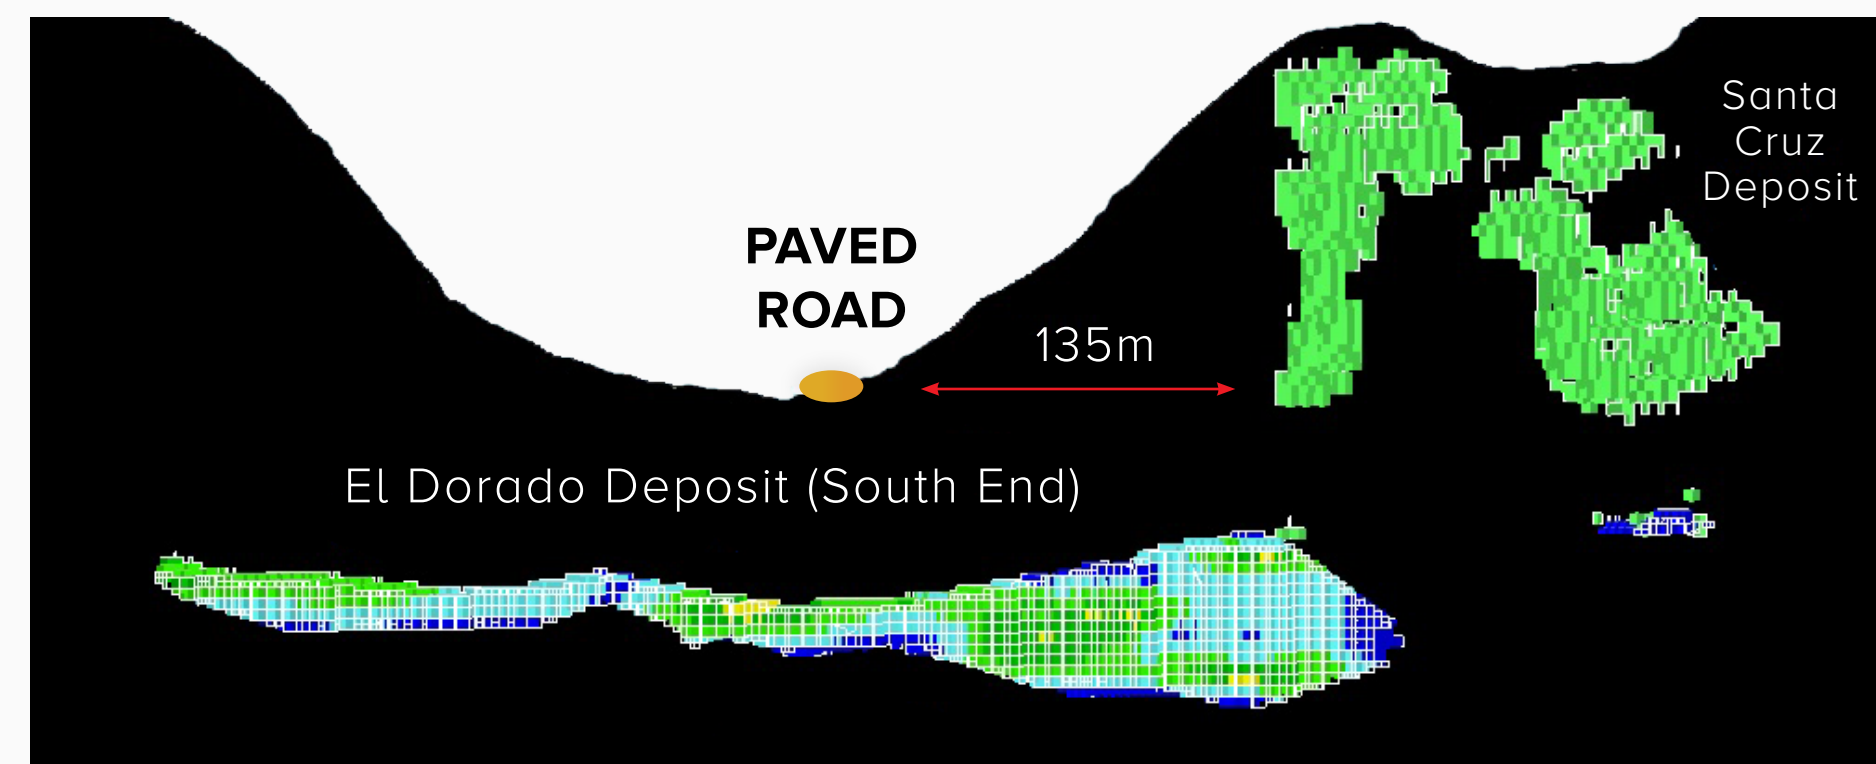 Santa
Cruz
Deposit
PAVED
ROAD
135m
El Dorado Deposit (South End)